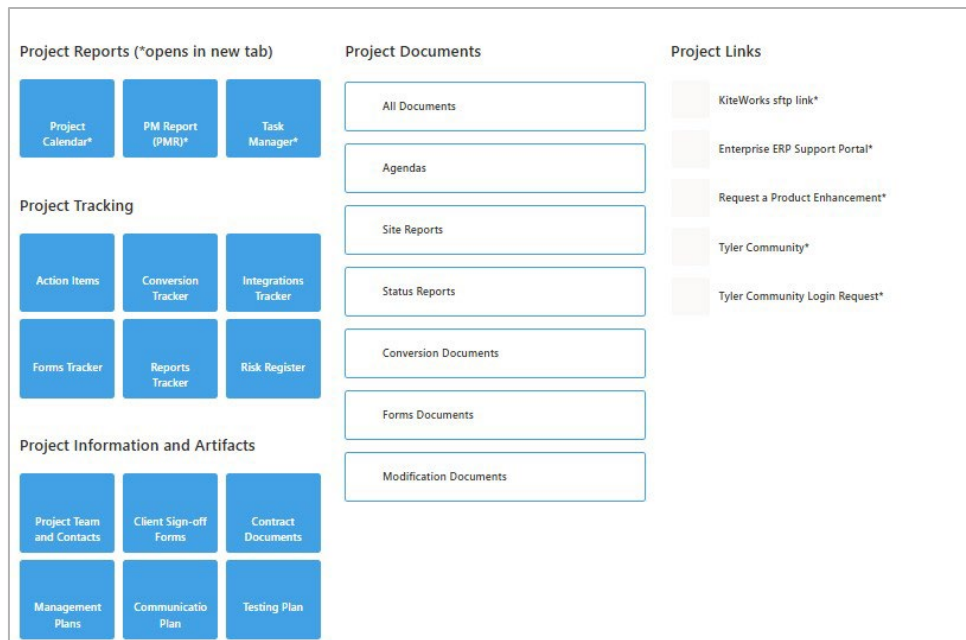 Project Reports (*opens in new tab)
Project
Calendar*
PM Report
(PMR)*
Task
Manager*
Project Tracking
Action Items
Conversion
Tracker
Integrations
Tracker
Forms Tracker
Reports
Tracker
Risk Register
Project Information and Artifacts
Project Team
and Contacts
Client Sign-off
Forms
Contract
Documents
Management
Plans
Communicatio
Plan
Testing Plan
Project Documents
All Documents
Agendas
Site Reports
Status Reports
Conversion Documents
Forms Documents
Modification Documents
Project Links
KiteWorks sftp link*
Enterprise ERP Support Portal*
Request a Product Enhancement*
Tyler Community*
Tyler Community Login Request*